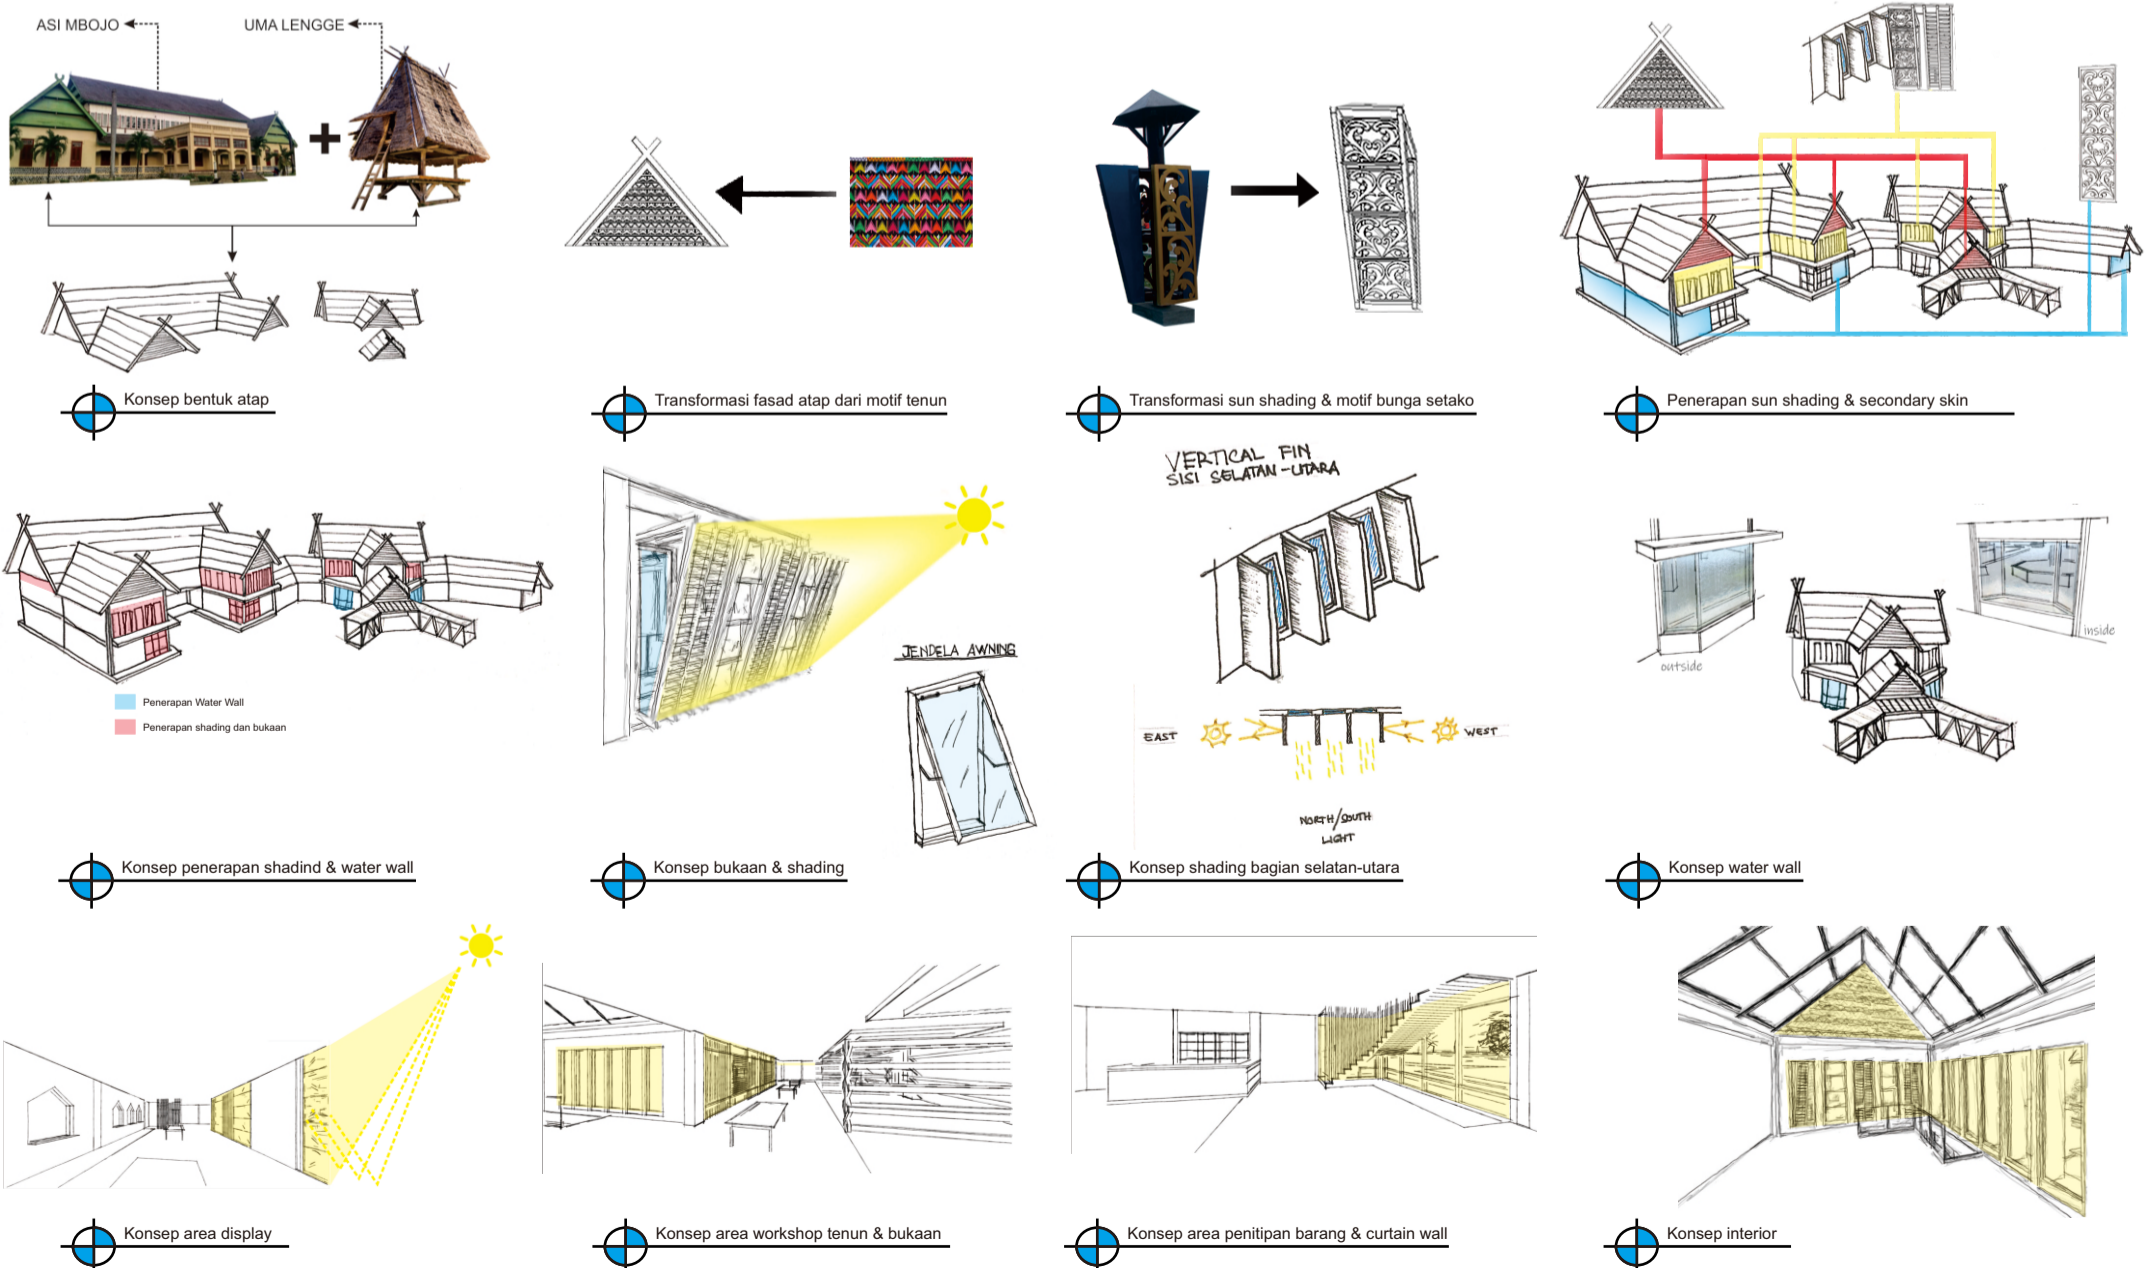 ASI MBOJO
UMA LENGGE
Konsep bentuk atap
Transformasi fasad atap dari motif tenun
Transformasi sun shading & motif bunga setako
Penerapan sun shading & secondary skin
Penerapan Water Wall
Penerapan shading dan bukaan
Konsep penerapan shadind & water wall
JENDELA AWNING
Konsep bukaan & shading
VERTICAL FIN
SISI SELATAN-UTARA
EAST
WEST
NORTH/SOUTH
LIGHT
Konsep shading bagian selatan-utara
outside
inside
Konsep water wall
Konsep area display
Konsep area workshop tenun & bukaan
Konsep area penitipan barang & curtain wall
Konsep interior